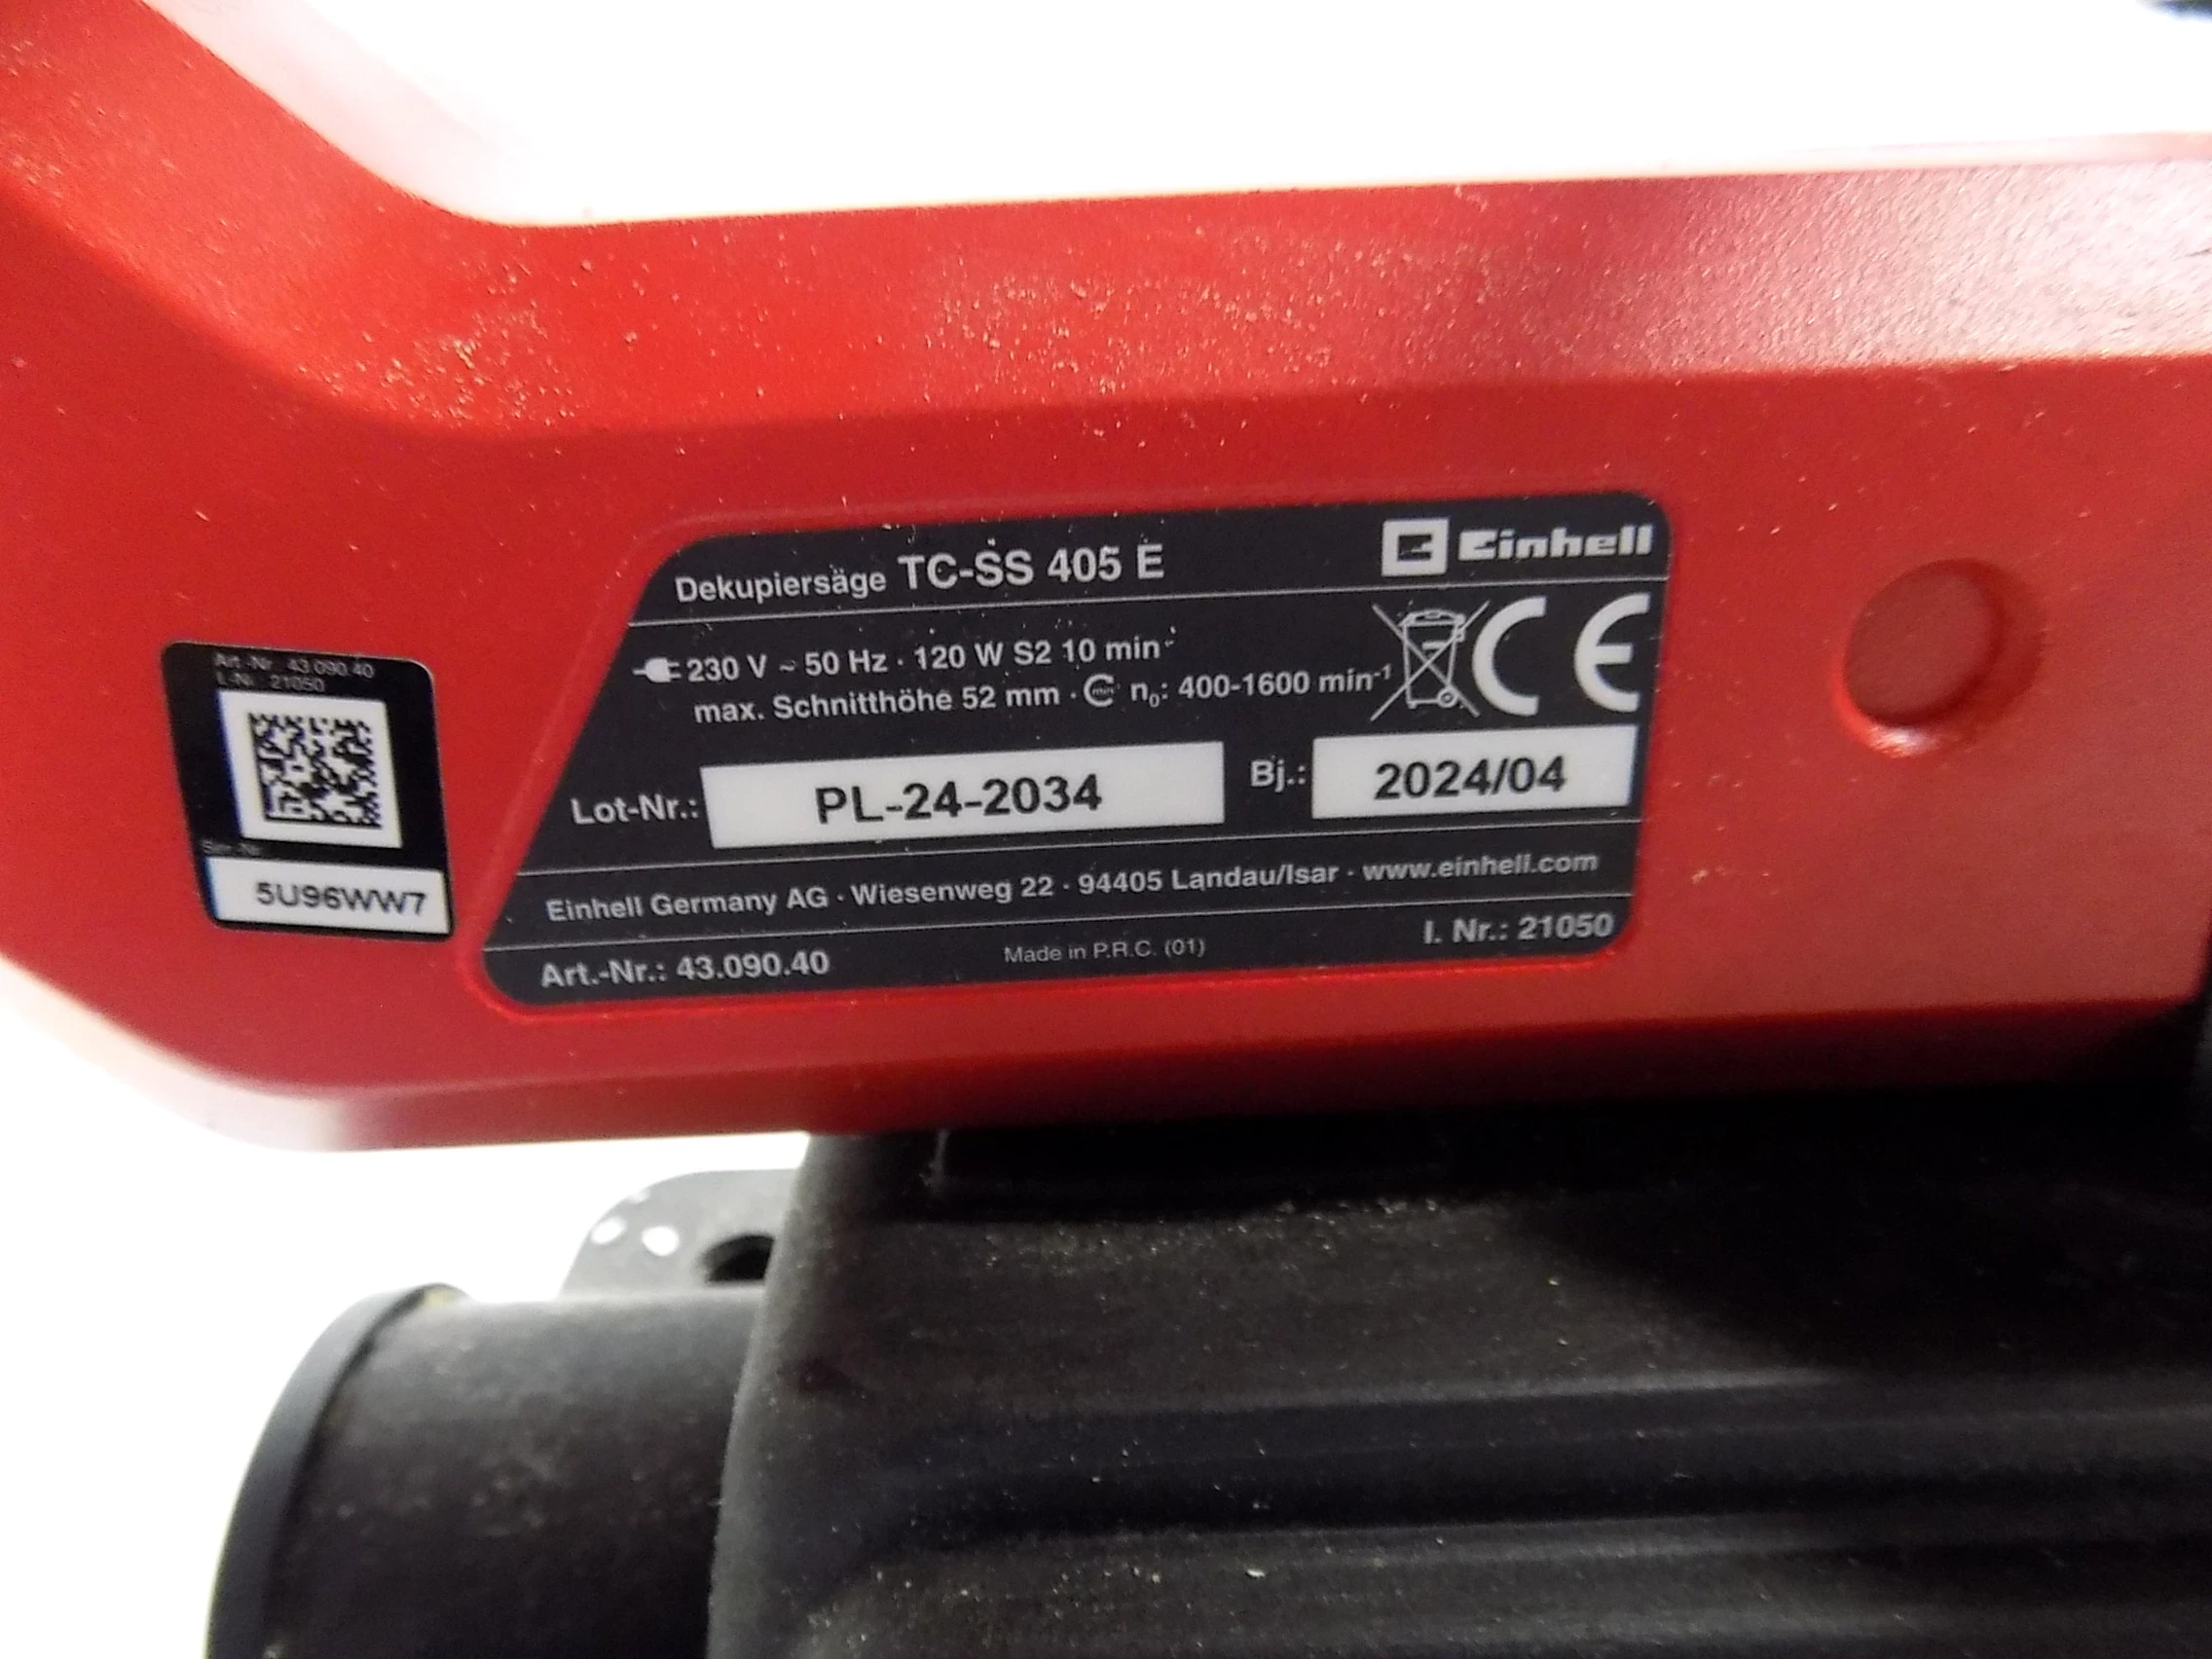 Dekupiersäge TC-SS 405 E
Einhell
230 V ~ 50 Hz · 120 W S2 10 min
max. Schnitthöhe 52 mm · n₀: 400-1600 min⁻¹
CE
Lot-Nr.: PL-24-2034 Bj.: 2024/04
Einhell Germany AG · Wiesenweg 22 · 94405 Landau/Isar · www.einhell.com
Art.-Nr.: 43.090.40 Made in P.R.C. (01) I. Nr.: 21050
Art.-Nr. 43.090.40
I.-Nr.: 21050
Ser.-Nr.
5U96WW7